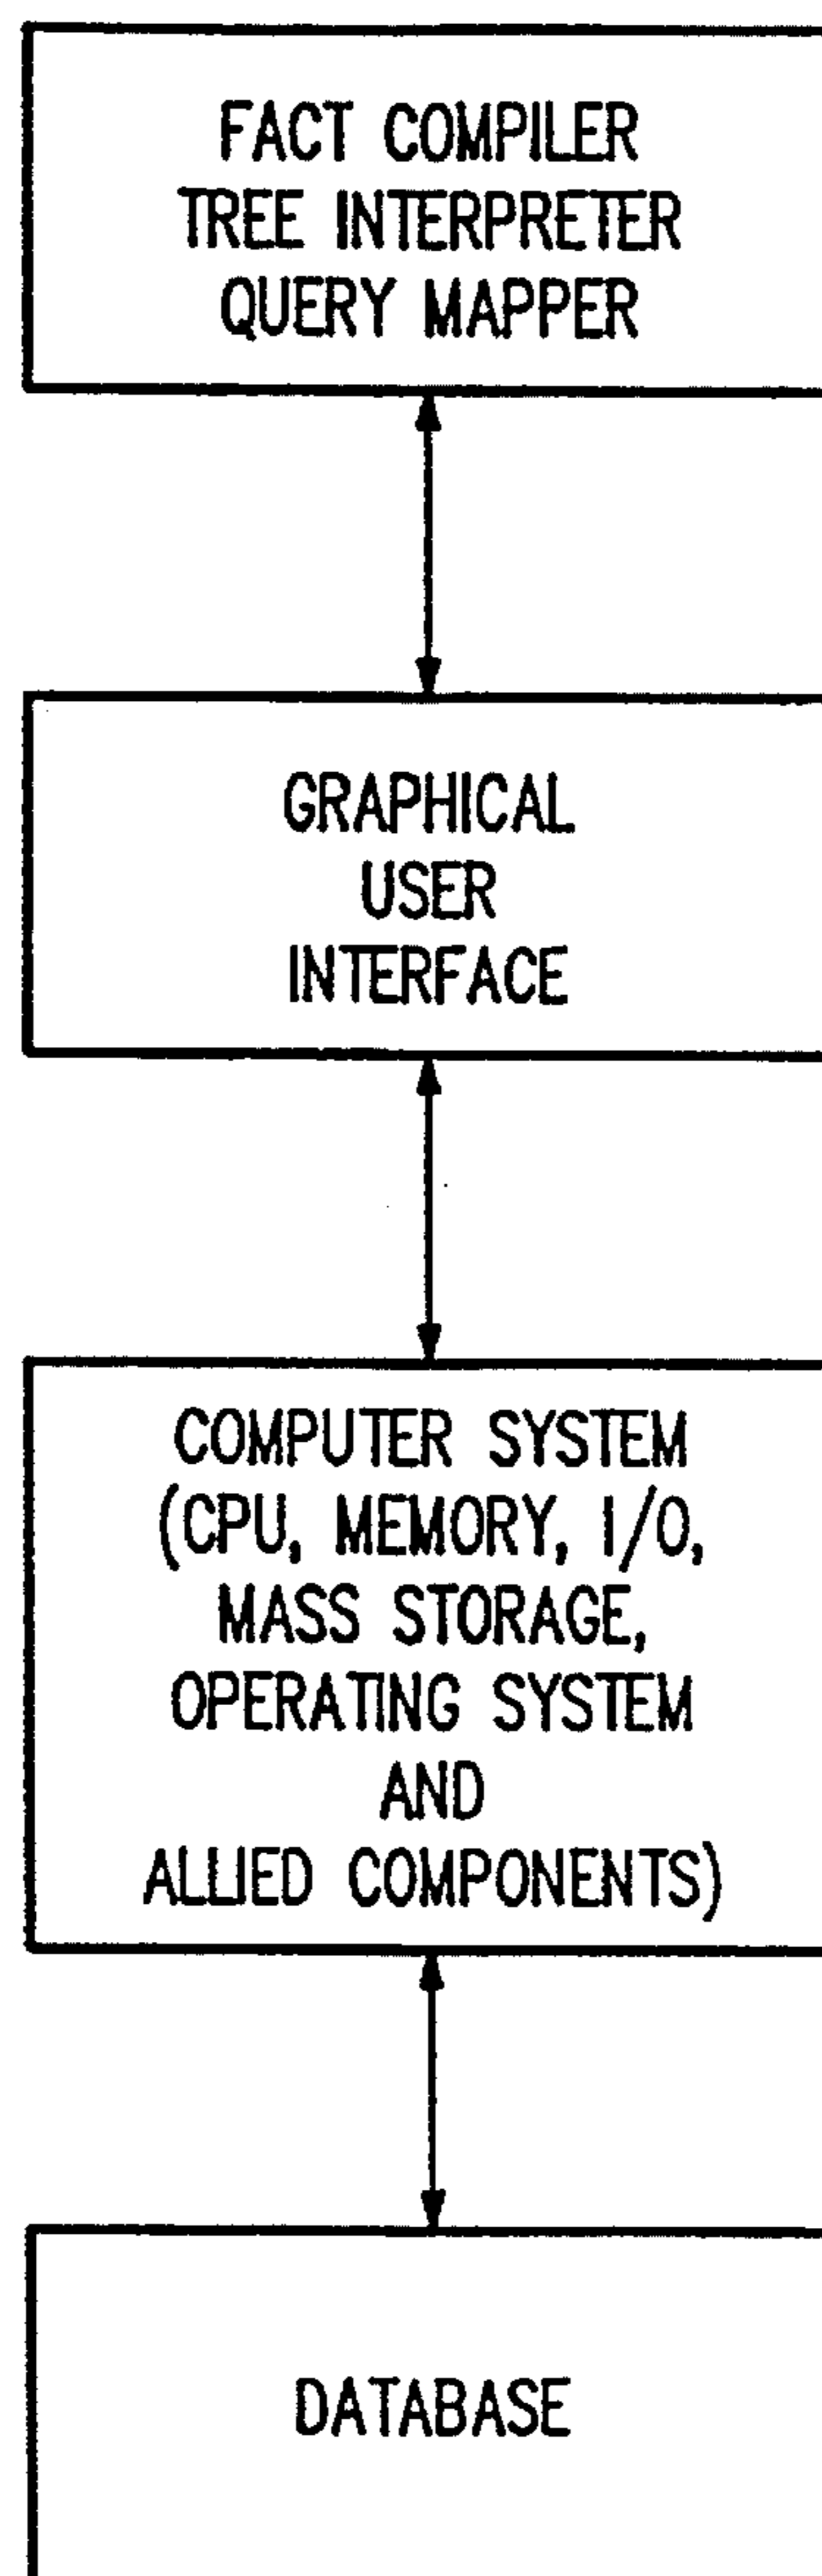 FACT COMPILER
TREE INTERPRETER
QUERY MAPPER
GRAPHICAL
USER
INTERFACE
COMPUTER SYSTEM
(CPU, MEMORY, I/O,
MASS STORAGE,
OPERATING SYSTEM
AND
ALLIED COMPONENTS)
DATABASE